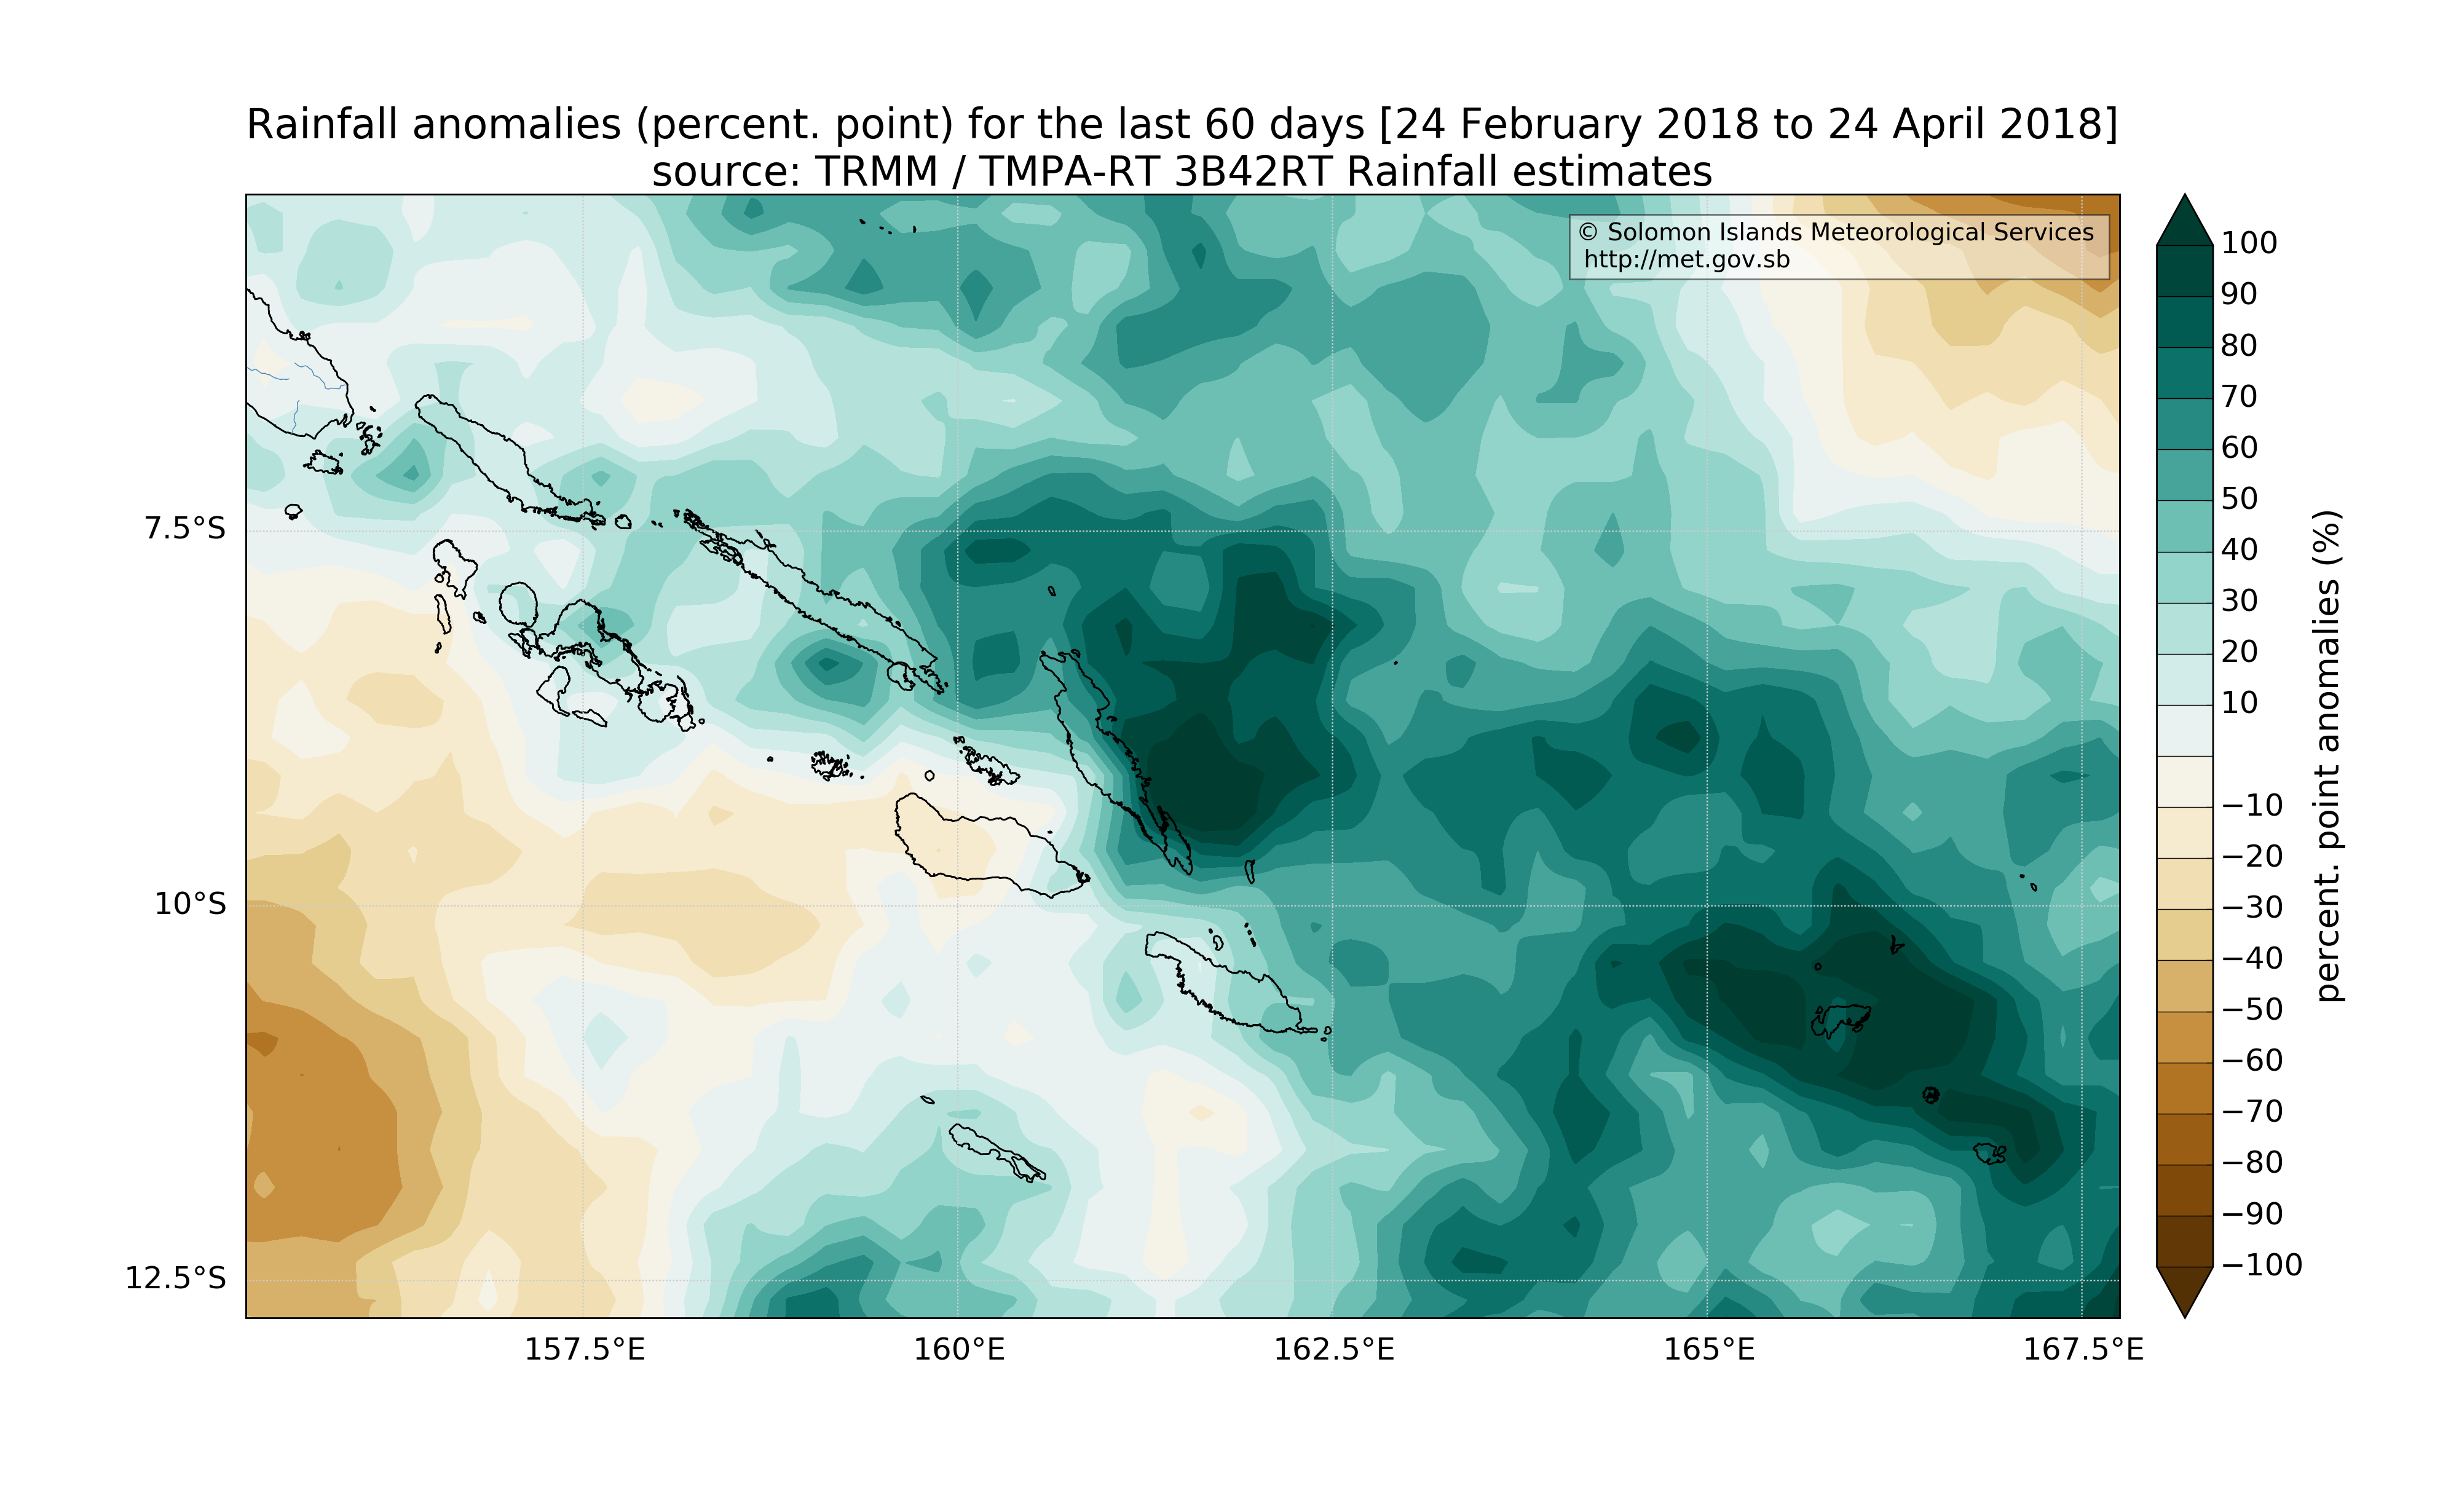 Rainfall anomalies (percent. point) for the last 60 days [24 February 2018 to 24 April 2018]
source: TRMM / TMPA-RT 3B42RT Rainfall estimates
© Solomon Islands Meteorological Services
http://met.gov.sb
7.5°S
10°S
12.5°S
157.5°E
160°E
162.5°E
165°E
167.5°E
100
90
80
70
60
50
40
30
20
10
−10
−20
−30
−40
−50
−60
−70
−80
−90
−100
percent. point anomalies (%)